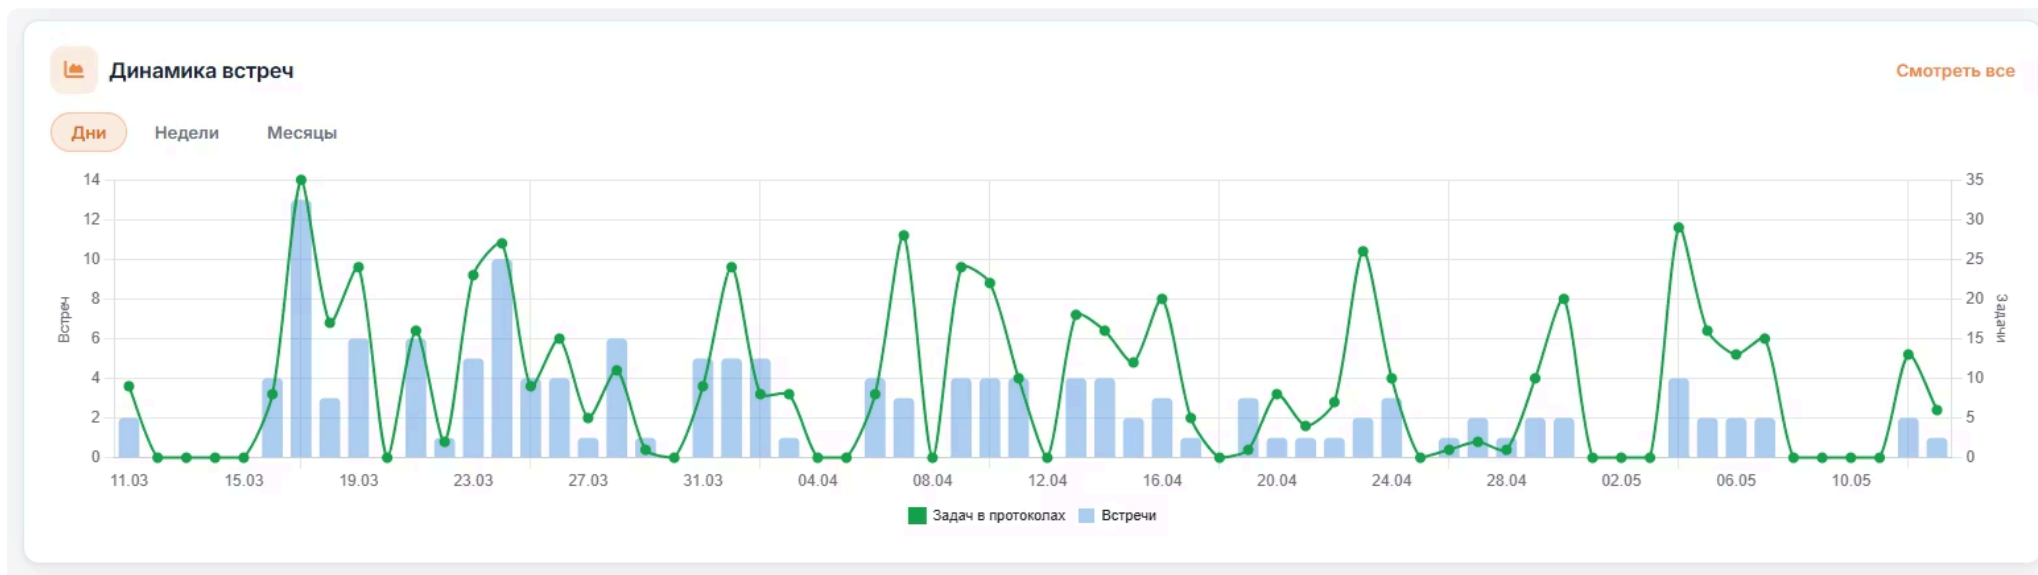 Динамика встреч
Смотреть все
Дни Недели Месяцы
14 35
12 30
10 25
8 20
6 15
4 10
2 5
0 0
Встреч
Задачи
11.03 15.03 19.03 23.03 27.03 31.03 04.04 08.04 12.04 16.04 20.04 24.04 28.04 02.05 06.05 10.05
Задач в протоколах Встречи